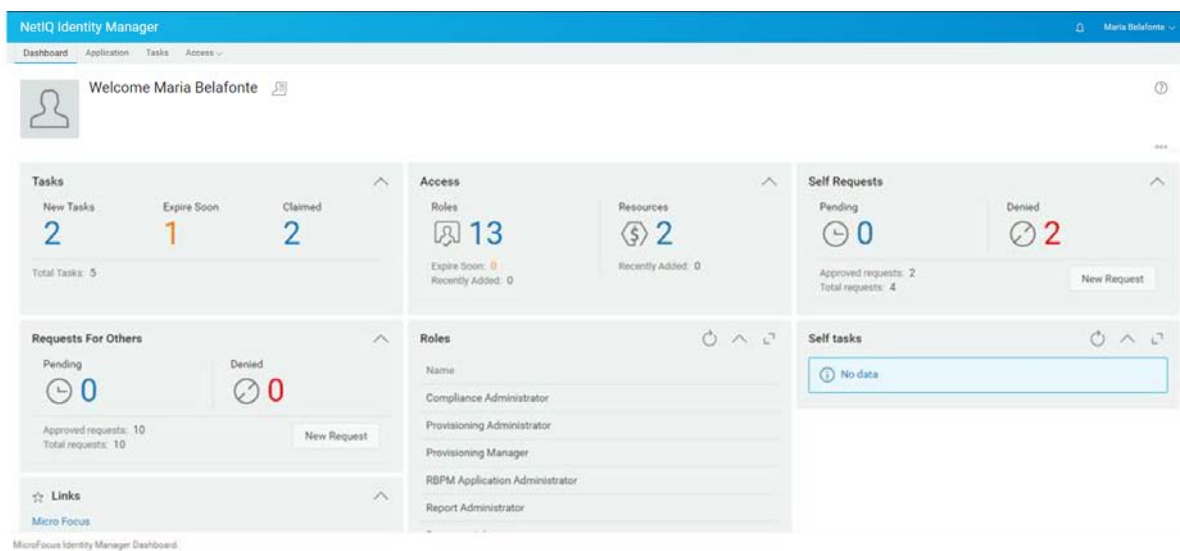 NetIQ Identity Manager
Maria Belafonte
Dashboard Application Tasks Access
Welcome Maria Belafonte
Tasks
New Tasks Expire Soon Claimed
2 1 2
Total Tasks: 5
Access
Roles Resources
13 2
Expire Soon: 0
Recently Added: 0
Recently Added: 0
Self Requests
Pending Denied
0 2
Approved requests: 2
Total requests: 4
New Request
Requests For Others
Pending Denied
0 0
Approved requests: 10
Total requests: 10
New Request
Roles
Name
Compliance Administrator
Provisioning Administrator
Provisioning Manager
RBPM Application Administrator
Report Administrator
Self tasks
No data
Links
Micro Focus
MicroFocus Identity Manager Dashboard.